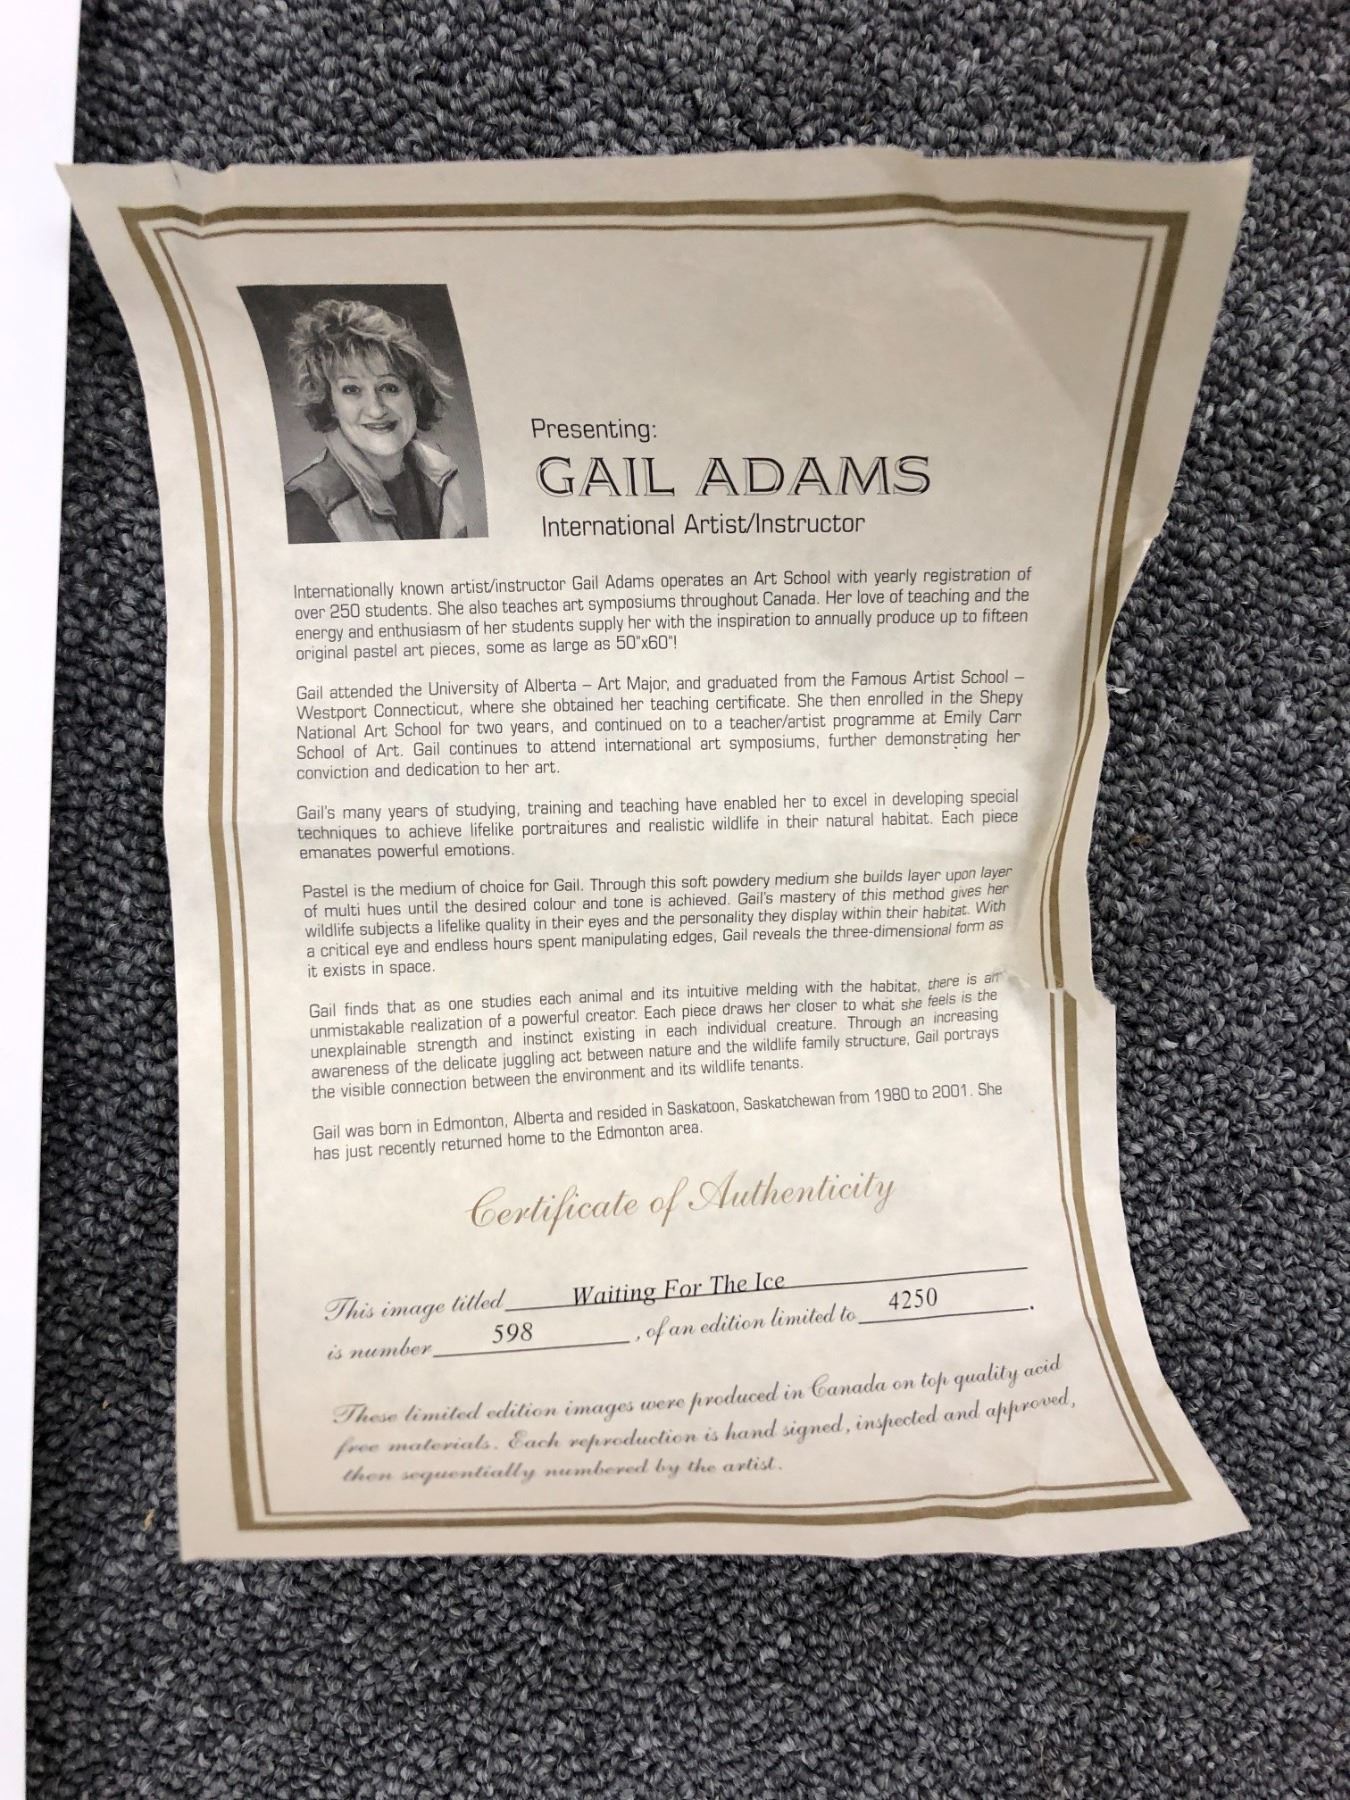 Presenting:
GAIL ADAMS
International Artist/Instructor
Internationally known artist/instructor Gail Adams operates an Art School with yearly registration of
over 250 students. She also teaches art symposiums throughout Canada. Her love of teaching and the
energy and enthusiasm of her students supply her with the inspiration to annually produce up to fifteen
original pastel art pieces, some as large as 50"x60"!
Gail attended the University of Alberta – Art Major, and graduated from the Famous Artist School –
Westport Connecticut, where she obtained her teaching certificate. She then enrolled in the Shepy
National Art School for two years, and continued on to a teacher/artist programme at Emily Carr
School of Art. Gail continues to attend international art symposiums, further demonstrating her
conviction and dedication to her art.
Gail's many years of studying, training and teaching have enabled her to excel in developing special
techniques to achieve lifelike portraitures and realistic wildlife in their natural habitat. Each piece
emanates powerful emotions.
Pastel is the medium of choice for Gail. Through this soft powdery medium she builds layer upon layer
of multi hues until the desired colour and tone is achieved. Gail's mastery of this method gives her
wildlife subjects a lifelike quality in their eyes and the personality they display within their habitat. With
a critical eye and endless hours spent manipulating edges, Gail reveals the three-dimensional form as
it exists in space.
Gail finds that as one studies each animal and its intuitive melding with the habitat, there is an
unmistakable realization of a powerful creator. Each piece draws her closer to what she feels is the
unexplainable strength and instinct existing in each individual creature. Through an increasing
awareness of the delicate juggling act between nature and the wildlife family structure, Gail portrays
the visible connection between the environment and its wildlife tenants.
Gail was born in Edmonton, Alberta and resided in Saskatoon, Saskatchewan from 1980 to 2001. She
has just recently returned home to the Edmonton area.
Certificate of Authenticity
This image titled Waiting For The Ice
is number 598, of an edition limited to 4250.
These limited edition images were produced in Canada on top quality acid
free materials. Each reproduction is hand signed, inspected and approved,
then sequentially numbered by the artist.